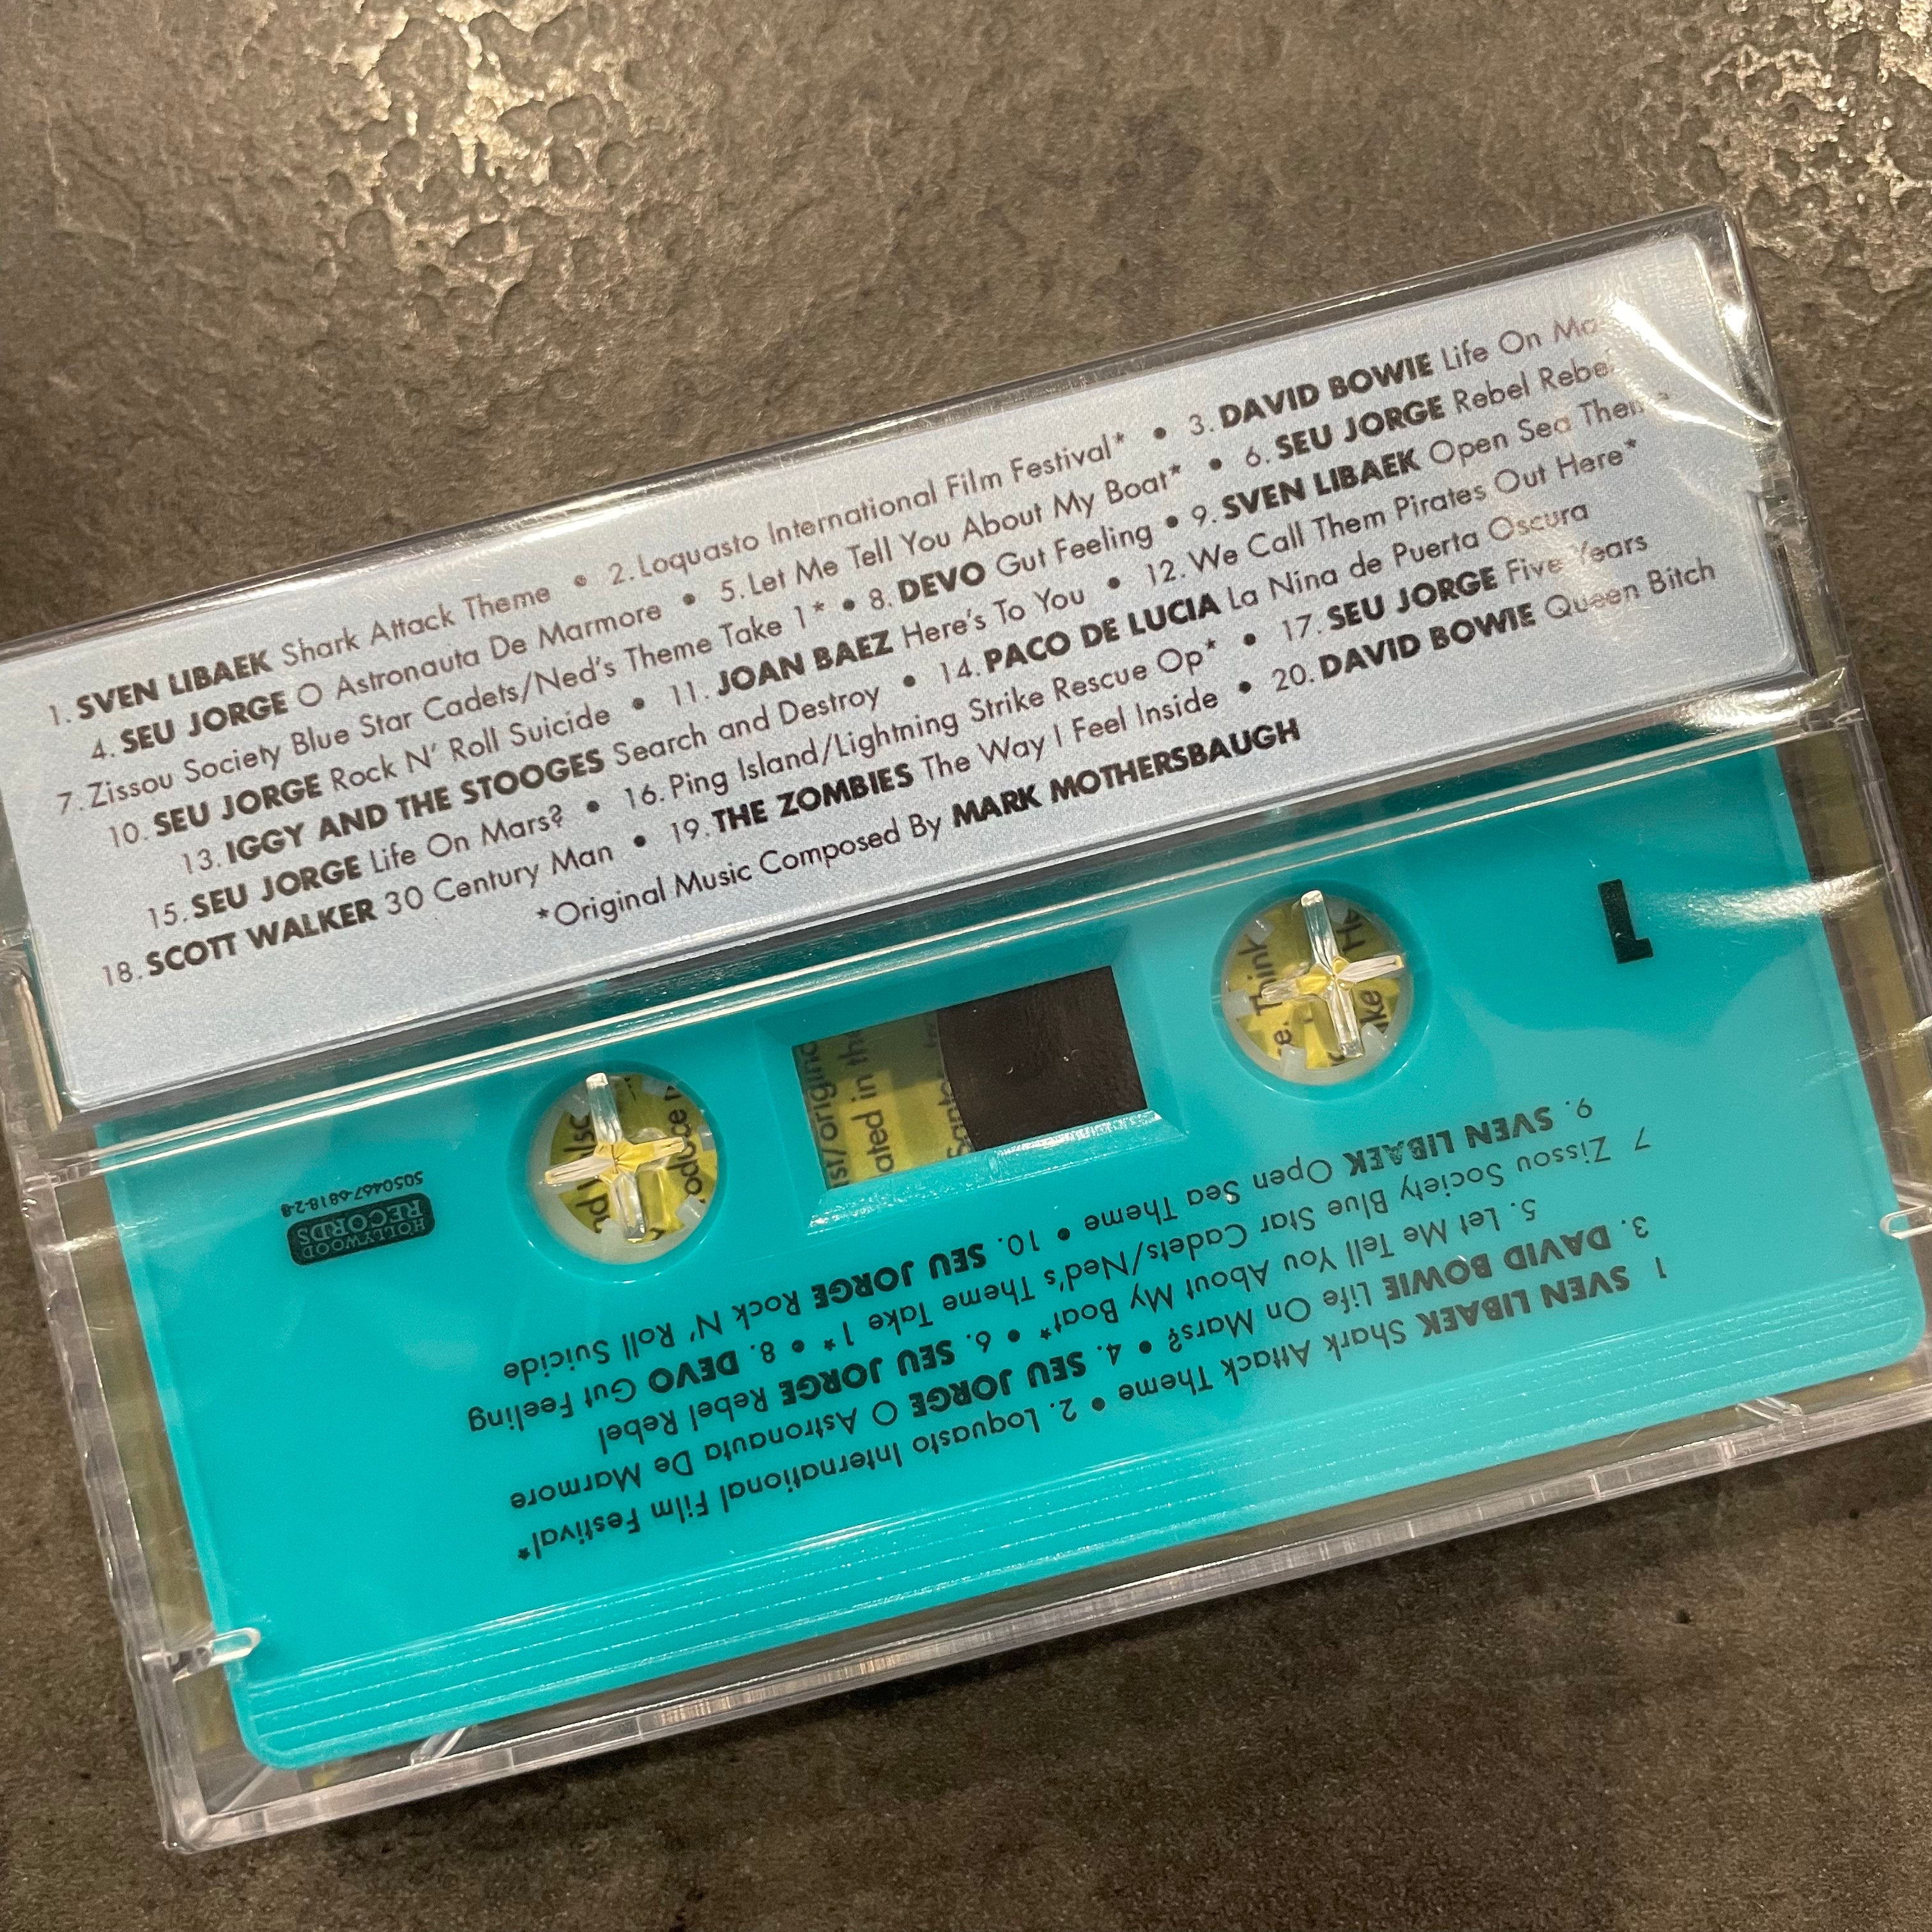 1. SVEN LIBAEK Shark Attack Theme • 2. Loquasto International Film Festival* • 3. DAVID BOWIE Life On
4. SEU JORGE O Astronauta De Marmore • 5. Let Me Tell You About My Boat* • 6. SEU JORGE Rebel Rebel
7. Zissou Society Blue Star Cadets/Ned's Theme Take 1* • 8. DEVO Gut Feeling • 9. SVEN LIBAEK Open Sea Theme
10. SEU JORGE Rock N' Roll Suicide • 11. JOAN BAEZ Here's To You • 12. We Call Them Pirates Out Here*
13. IGGY AND THE STOOGES Search and Destroy • 14. PACO DE LUCIA La Nina de Puerta Oscura
15. SEU JORGE Life On Mars? • 16. Ping Island/Lightning Strike Rescue Op* • 17. SEU JORGE Five Years
18. SCOTT WALKER 30 Century Man • 19. THE ZOMBIES The Way I Feel Inside • 20. DAVID BOWIE Queen Bitch
*Original Music Composed By MARK MOTHERSBAUGH
1
1 SVEN LIBAEK Shark Attack Theme • 2. Loquasto International Film Festival*
3. DAVID BOWIE Life On Mars? • 4. SEU JORGE O Astronauta De Marmore
5. Let Me Tell You About My Boat* • 6. SEU JORGE Rebel Rebel
7 Zissou Society Blue Star Cadets/Ned's Theme Take 1* • 8. DEVO Gut Feeling
9. SVEN LIBAEK Open Sea Theme • 10. SEU JORGE Rock N' Roll Suicide
HOLLYWOOD
RECORDS
5050467-6818-2-8
Think
ated in